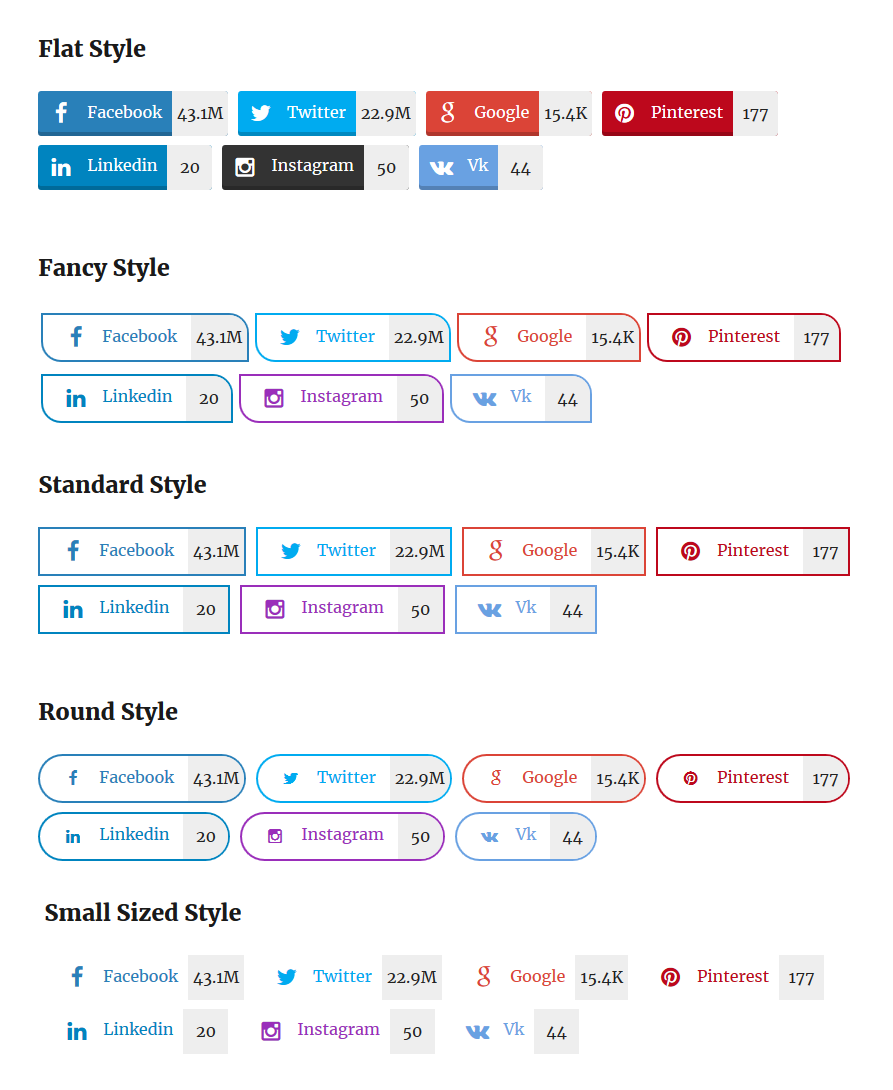 Flat Style
Facebook 43.1M Twitter 22.9M Google 15.4K Pinterest 177
Linkedin 20 Instagram 50 Vk 44
Fancy Style
Facebook 43.1M Twitter 22.9M Google 15.4K Pinterest 177
Linkedin 20 Instagram 50 Vk 44
Standard Style
Facebook 43.1M Twitter 22.9M Google 15.4K Pinterest 177
Linkedin 20 Instagram 50 Vk 44
Round Style
Facebook 43.1M Twitter 22.9M Google 15.4K Pinterest 177
Linkedin 20 Instagram 50 Vk 44
Small Sized Style
Facebook 43.1M Twitter 22.9M Google 15.4K Pinterest 177
Linkedin 20 Instagram 50 Vk 44